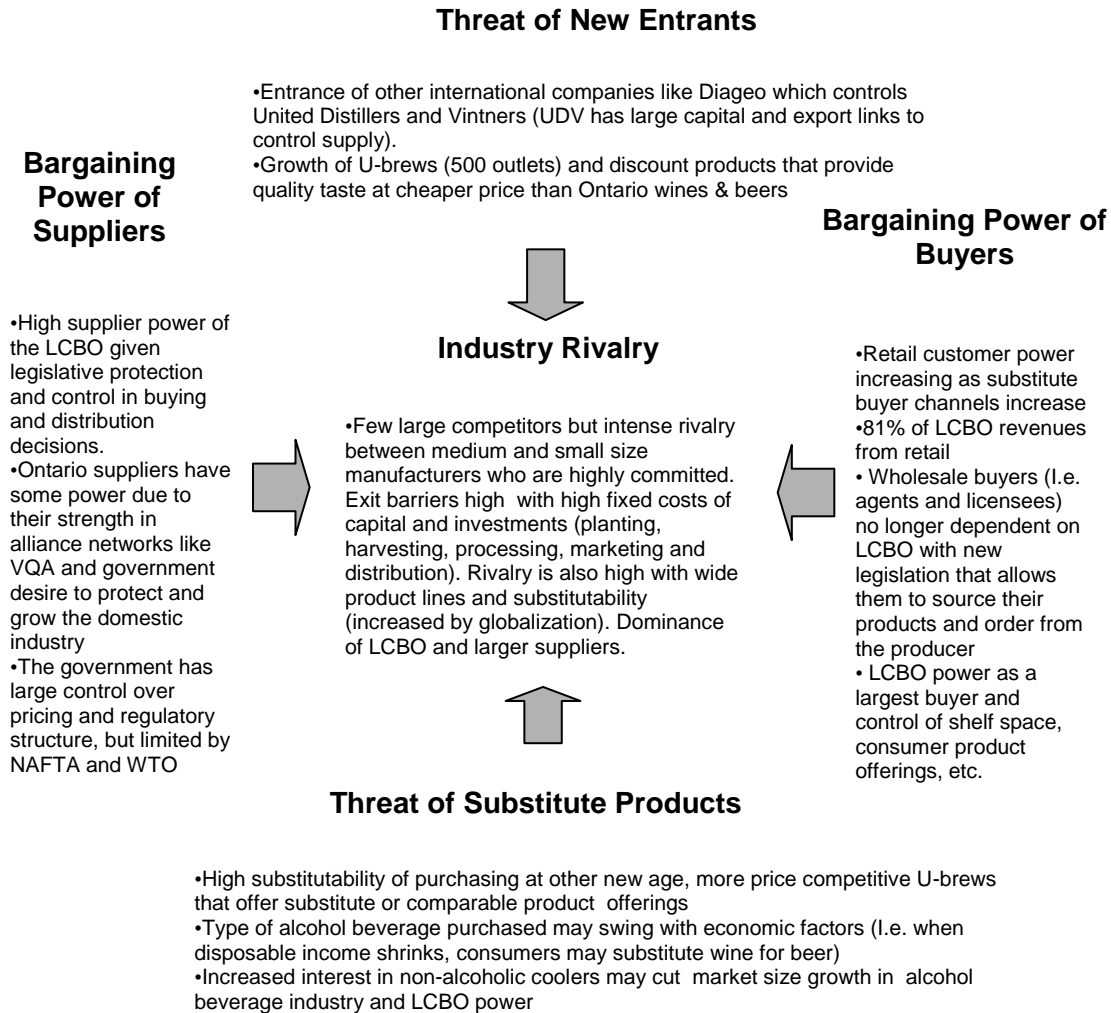 Threat of New Entrants
•Entrance of other international companies like Diageo which controls
United Distillers and Vintners (UDV has large capital and export links to
control supply).
•Growth of U-brews (500 outlets) and discount products that provide
quality taste at cheaper price than Ontario wines & beers
Bargaining
Power of
Suppliers
•High supplier power of
the LCBO given
legislative protection
and control in buying
and distribution
decisions.
•Ontario suppliers have
some power due to
their strength in
alliance networks like
VQA and government
desire to protect and
grow the domestic
industry
•The government has
large control over
pricing and regulatory
structure, but limited by
NAFTA and WTO
Industry Rivalry
•Few large competitors but intense rivalry
between medium and small size
manufacturers who are highly committed.
Exit barriers high with high fixed costs of
capital and investments (planting,
harvesting, processing, marketing and
distribution). Rivalry is also high with wide
product lines and substitutability
(increased by globalization). Dominance
of LCBO and larger suppliers.
Bargaining Power of
Buyers
•Retail customer power
increasing as substitute
buyer channels increase
•81% of LCBO revenues
from retail
• Wholesale buyers (I.e.
agents and licensees)
no longer dependent on
LCBO with new
legislation that allows
them to source their
products and order from
the producer
• LCBO power as a
largest buyer and
control of shelf space,
consumer product
offerings, etc.
Threat of Substitute Products
•High substitutability of purchasing at other new age, more price competitive U-brews
that offer substitute or comparable product offerings
•Type of alcohol beverage purchased may swing with economic factors (I.e. when
disposable income shrinks, consumers may substitute wine for beer)
•Increased interest in non-alcoholic coolers may cut market size growth in alcohol
beverage industry and LCBO power